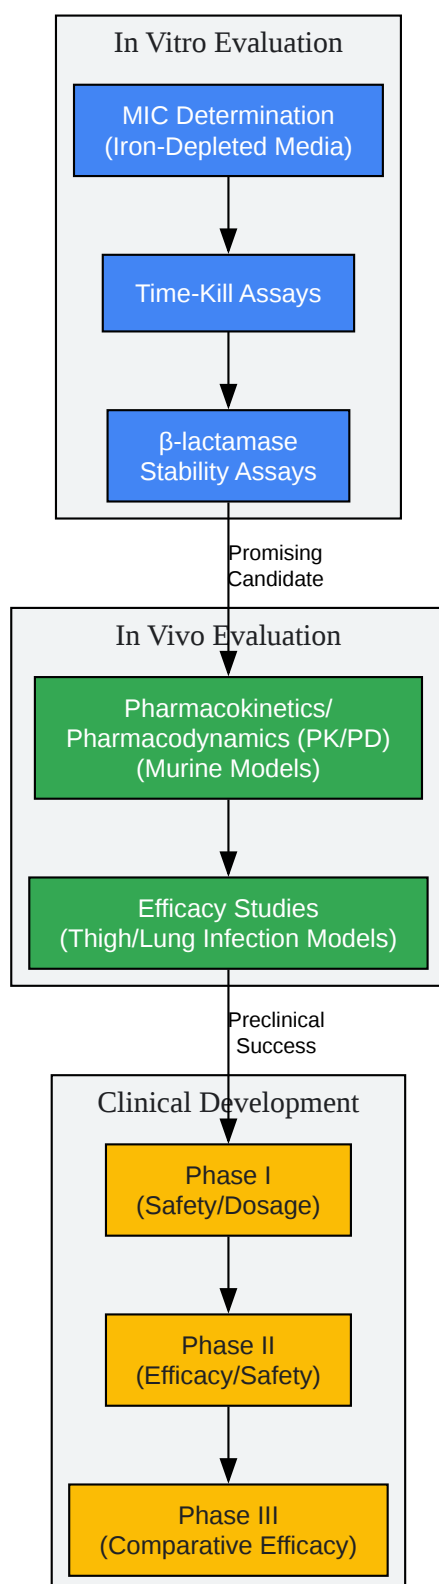 In Vitro Evaluation
MIC Determination
(Iron-Depleted Media)
Time-Kill Assays
β-lactamase
Stability Assays
Promising
Candidate
In Vivo Evaluation
Pharmacokinetics/
Pharmacodynamics (PK/PD)
(Murine Models)
Efficacy Studies
(Thigh/Lung Infection Models)
Preclinical
Success
Clinical Development
Phase I
(Safety/Dosage)
Phase II
(Efficacy/Safety)
Phase III
(Comparative Efficacy)